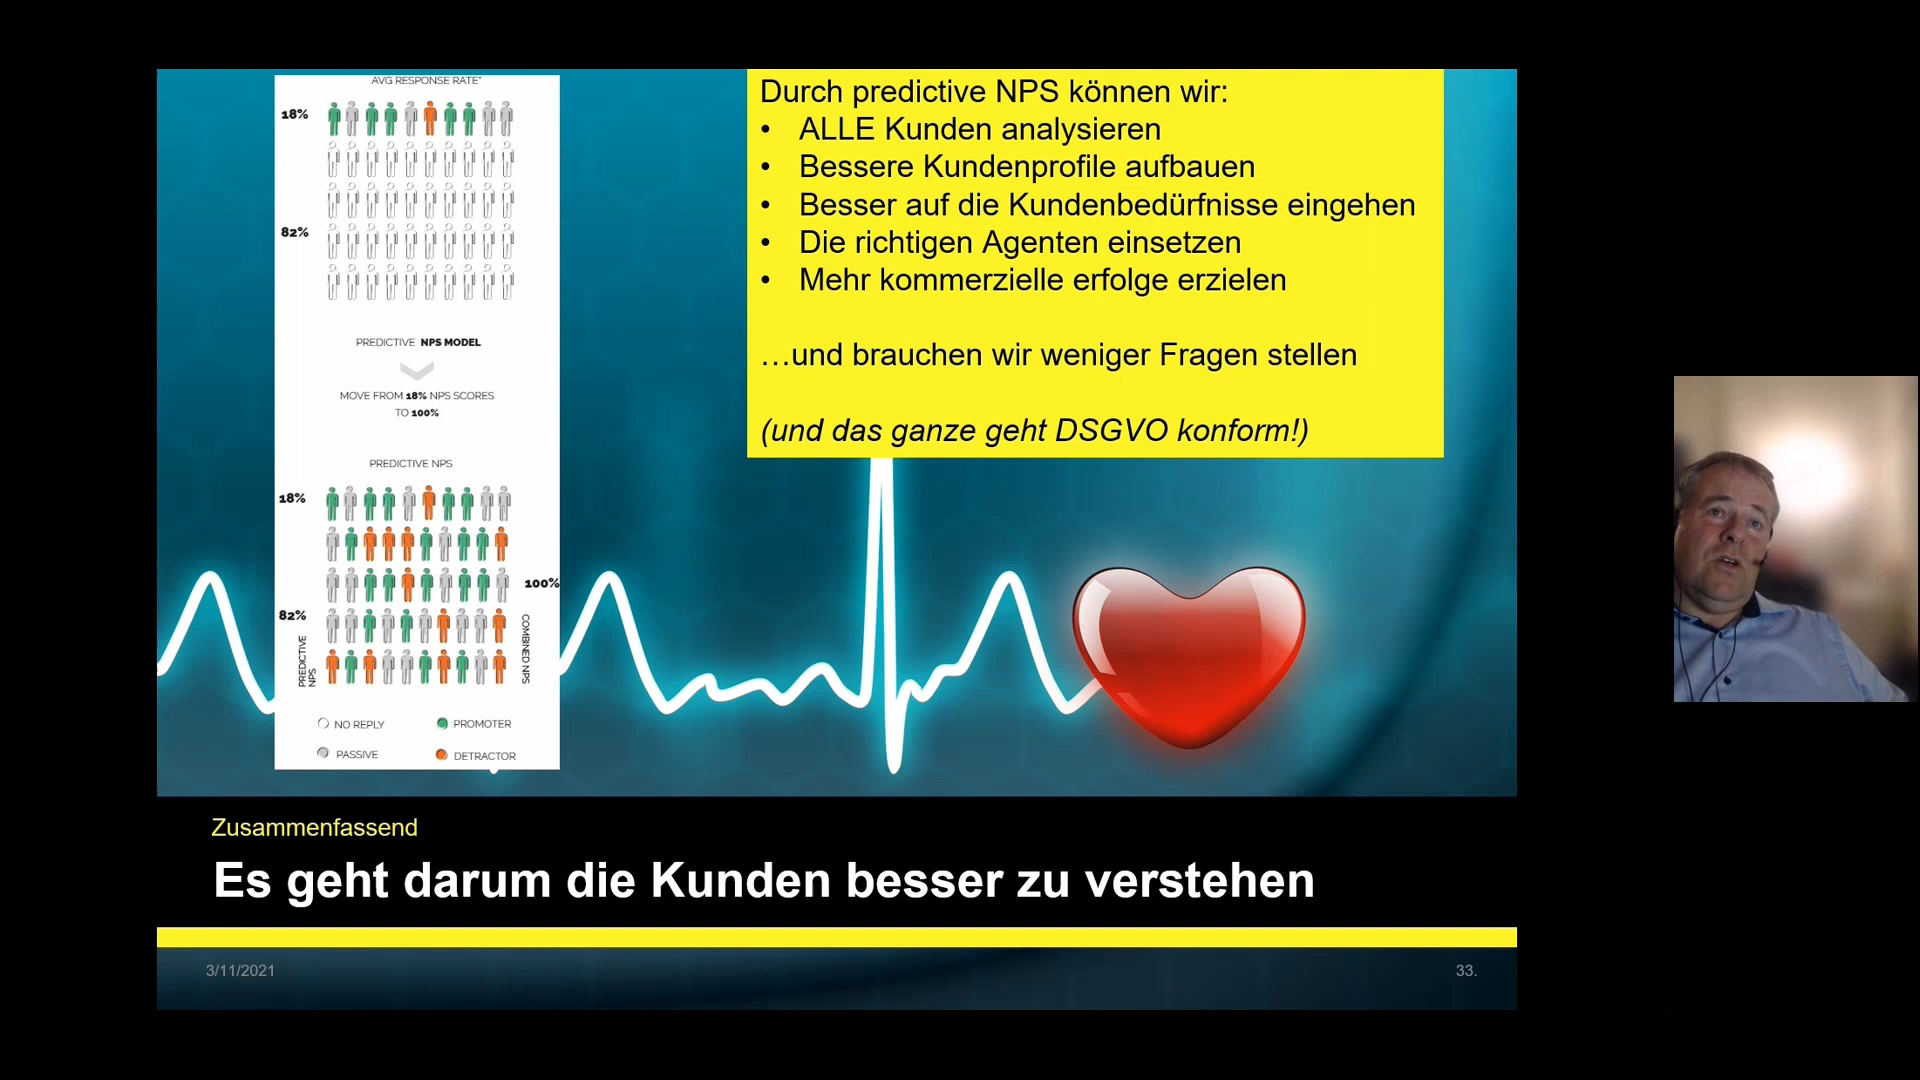 AVG RESPONSE RATE*
18%
82%
PREDICTIVE NPS MODEL
MOVE FROM 18% NPS SCORES
TO 100%
PREDICTIVE NPS
18%
100%
82%
PREDICTIVE
NPS
COMBINED NPS
NO REPLY
PROMOTER
PASSIVE
DETRACTOR
Durch predictive NPS können wir:
• ALLE Kunden analysieren
• Bessere Kundenprofile aufbauen
• Besser auf die Kundenbedürfnisse eingehen
• Die richtigen Agenten einsetzen
• Mehr kommerzielle erfolge erzielen
…und brauchen wir weniger Fragen stellen
(und das ganze geht DSGVO konform!)
Zusammenfassend
Es geht darum die Kunden besser zu verstehen
3/11/2021
33.